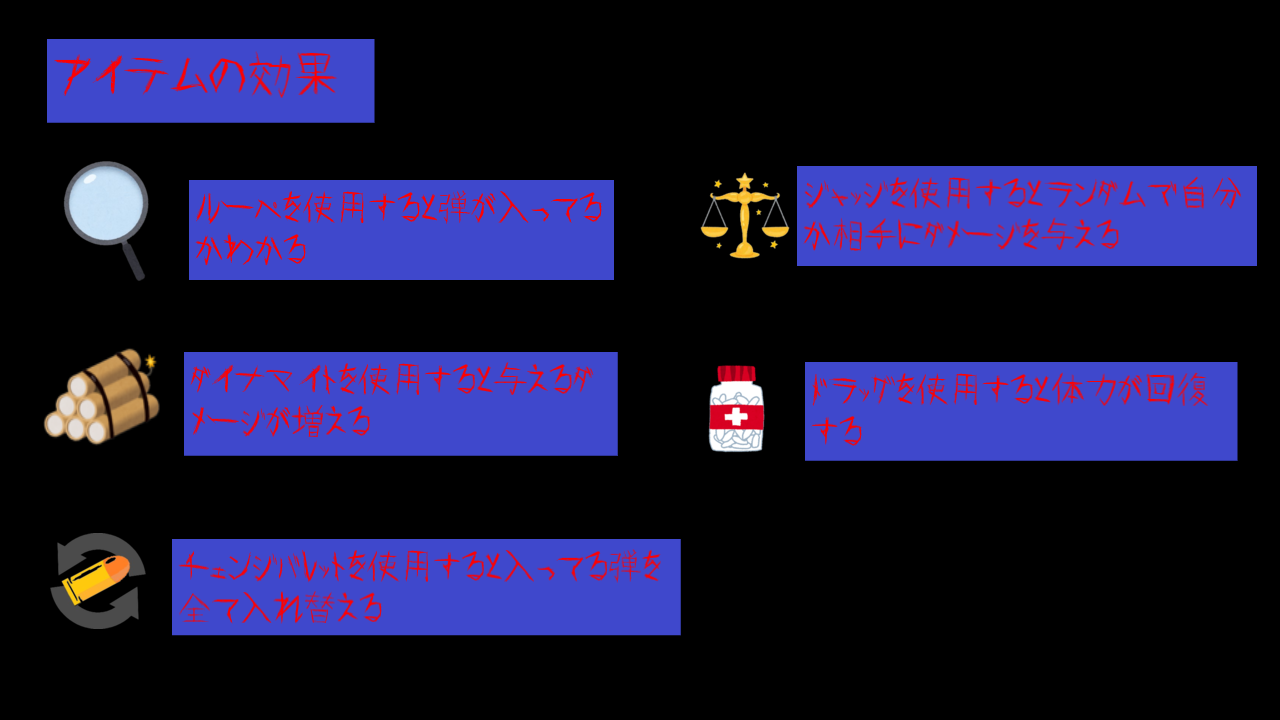 アイテムの効果
ルーペを使用すると弾が入ってる
かわかる
ジャッジを使用するとランダムで自分
か相手にダメージを与える
ダイナマイトを使用すると与えるダ
メージが増える
ドラッグを使用すると体力が回復
する
チェンジバレットを使用すると入ってる弾を
全て入れ替える